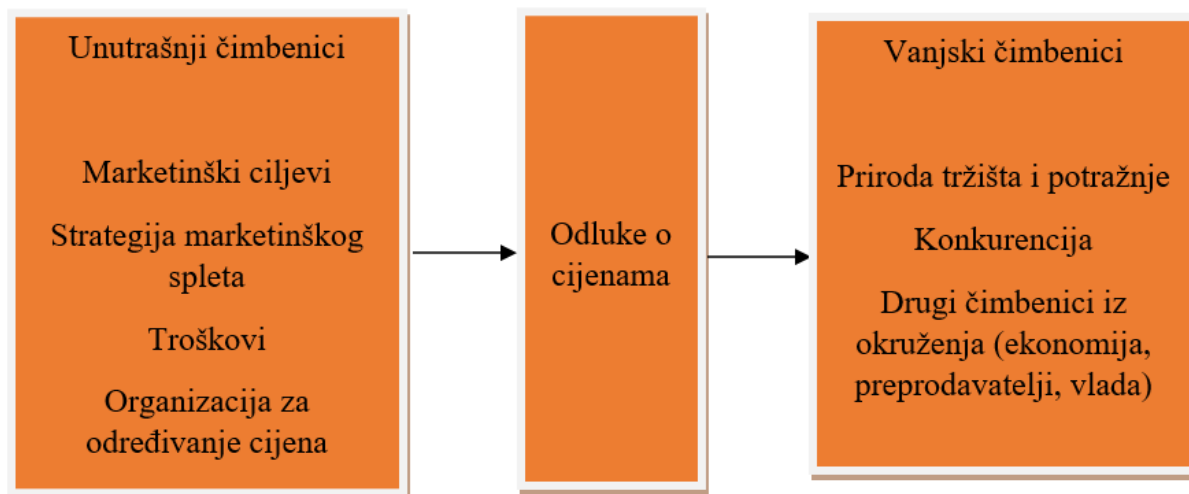 Unutrašnji čimbenici
Marketinški ciljevi
Strategija marketinškog
spleta
Troškovi
Organizacija za
određivanje cijena
Odluke o
cijenama
Vanjski čimbenici
Priroda tržišta i potražnje
Konkurencija
Drugi čimbenici iz
okruženja (ekonomija,
preprodavatelji, vlada)